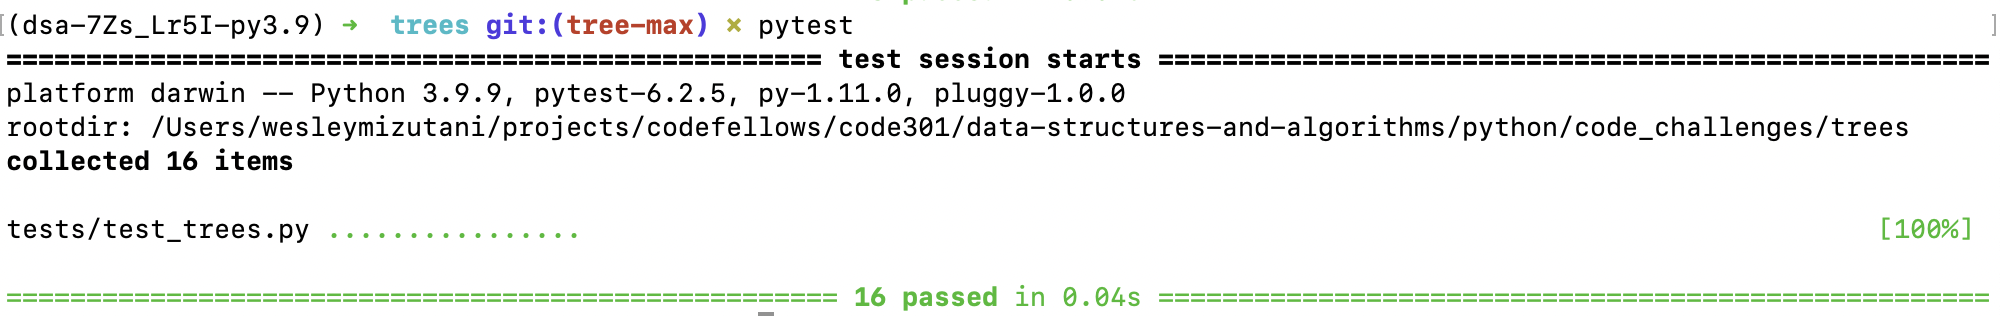 (dsa-7Zs_Lr5I-py3.9) ➜  trees git:(tree-max) ✗ pytest
=================================================== test session starts ====================================================
platform darwin -- Python 3.9.9, pytest-6.2.5, py-1.11.0, pluggy-1.0.0
rootdir: /Users/wesleymizutani/projects/codefellows/code301/data-structures-and-algorithms/python/code_challenges/trees
collected 16 items
tests/test_trees.py ................ [100%]
==================================================== 16 passed in 0.04s ====================================================